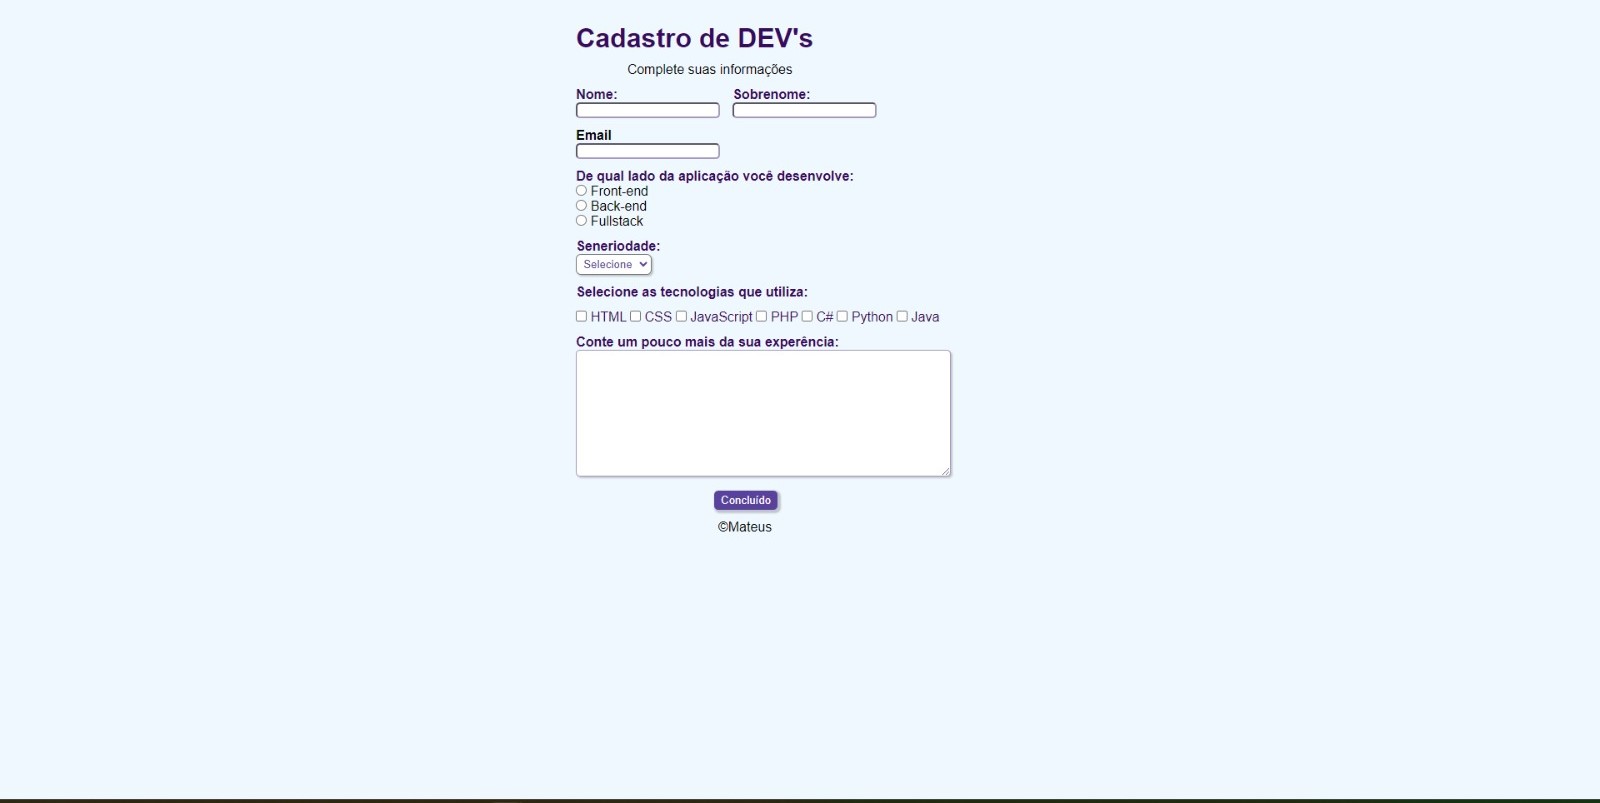 Cadastro de DEV's
Complete suas informações
Nome: Sobrenome:
Email
De qual lado da aplicação você desenvolve:
Front-end
Back-end
Fullstack
Seneriodade:
Selecione
Selecione as tecnologias que utiliza:
HTML CSS JavaScript PHP C# Python Java
Conte um pouco mais da sua experência:
Concluído
©Mateus